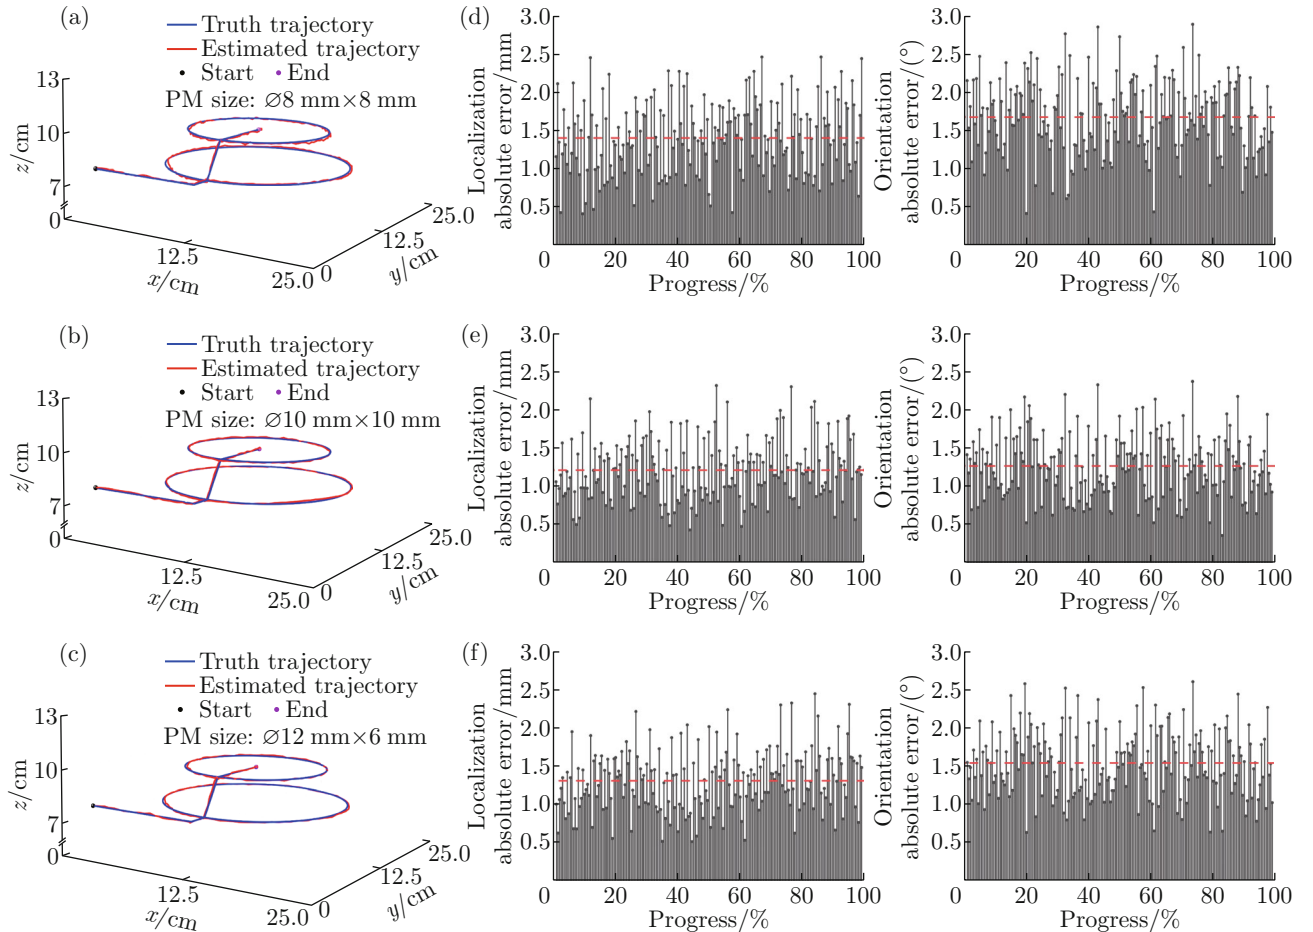 (a)
Truth trajectory
Estimated trajectory
Start End
PM size: ∅8 mm×8 mm
13
10
7
0
z/cm
12.5
25.0
x/cm
0
12.5
25.0
y/cm
(d)
3.0
2.5
2.0
1.5
1.0
0.5
0 20 40 60 80 100
Localization
absolute error/mm
Progress/%
3.0
2.5
2.0
1.5
1.0
0.5
0 20 40 60 80 100
Orientation
absolute error/(°)
Progress/%
(b)
Truth trajectory
Estimated trajectory
Start End
PM size: ∅10 mm×10 mm
13
10
7
0
z/cm
12.5
25.0
x/cm
0
12.5
25.0
y/cm
(e)
3.0
2.5
2.0
1.5
1.0
0.5
0 20 40 60 80 100
Localization
absolute error/mm
Progress/%
3.0
2.5
2.0
1.5
1.0
0.5
0 20 40 60 80 100
Orientation
absolute error/(°)
Progress/%
(c)
Truth trajectory
Estimated trajectory
Start End
PM size: ∅12 mm×6 mm
13
10
7
0
z/cm
12.5
25.0
x/cm
0
12.5
25.0
y/cm
(f)
3.0
2.5
2.0
1.5
1.0
0.5
0 20 40 60 80 100
Localization
absolute error/mm
Progress/%
3.0
2.5
2.0
1.5
1.0
0.5
0 20 40 60 80 100
Orientation
absolute error/(°)
Progress/%